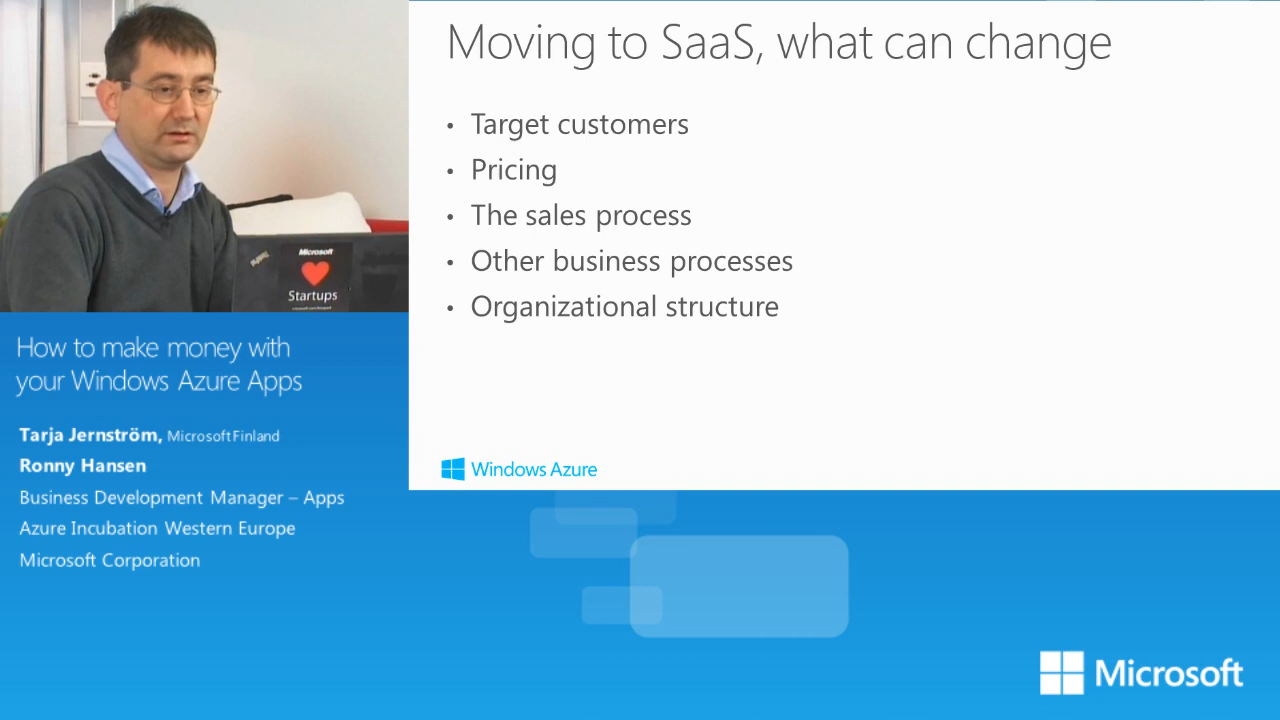 Moving to SaaS, what can change
• Target customers
• Pricing
• The sales process
• Other business processes
• Organizational structure
Windows Azure
Microsoft
Startups
How to make money with
your Windows Azure Apps
Tarja Jernström, Microsoft Finland
Ronny Hansen
Business Development Manager – Apps
Azure Incubation Western Europe
Microsoft Corporation
Microsoft